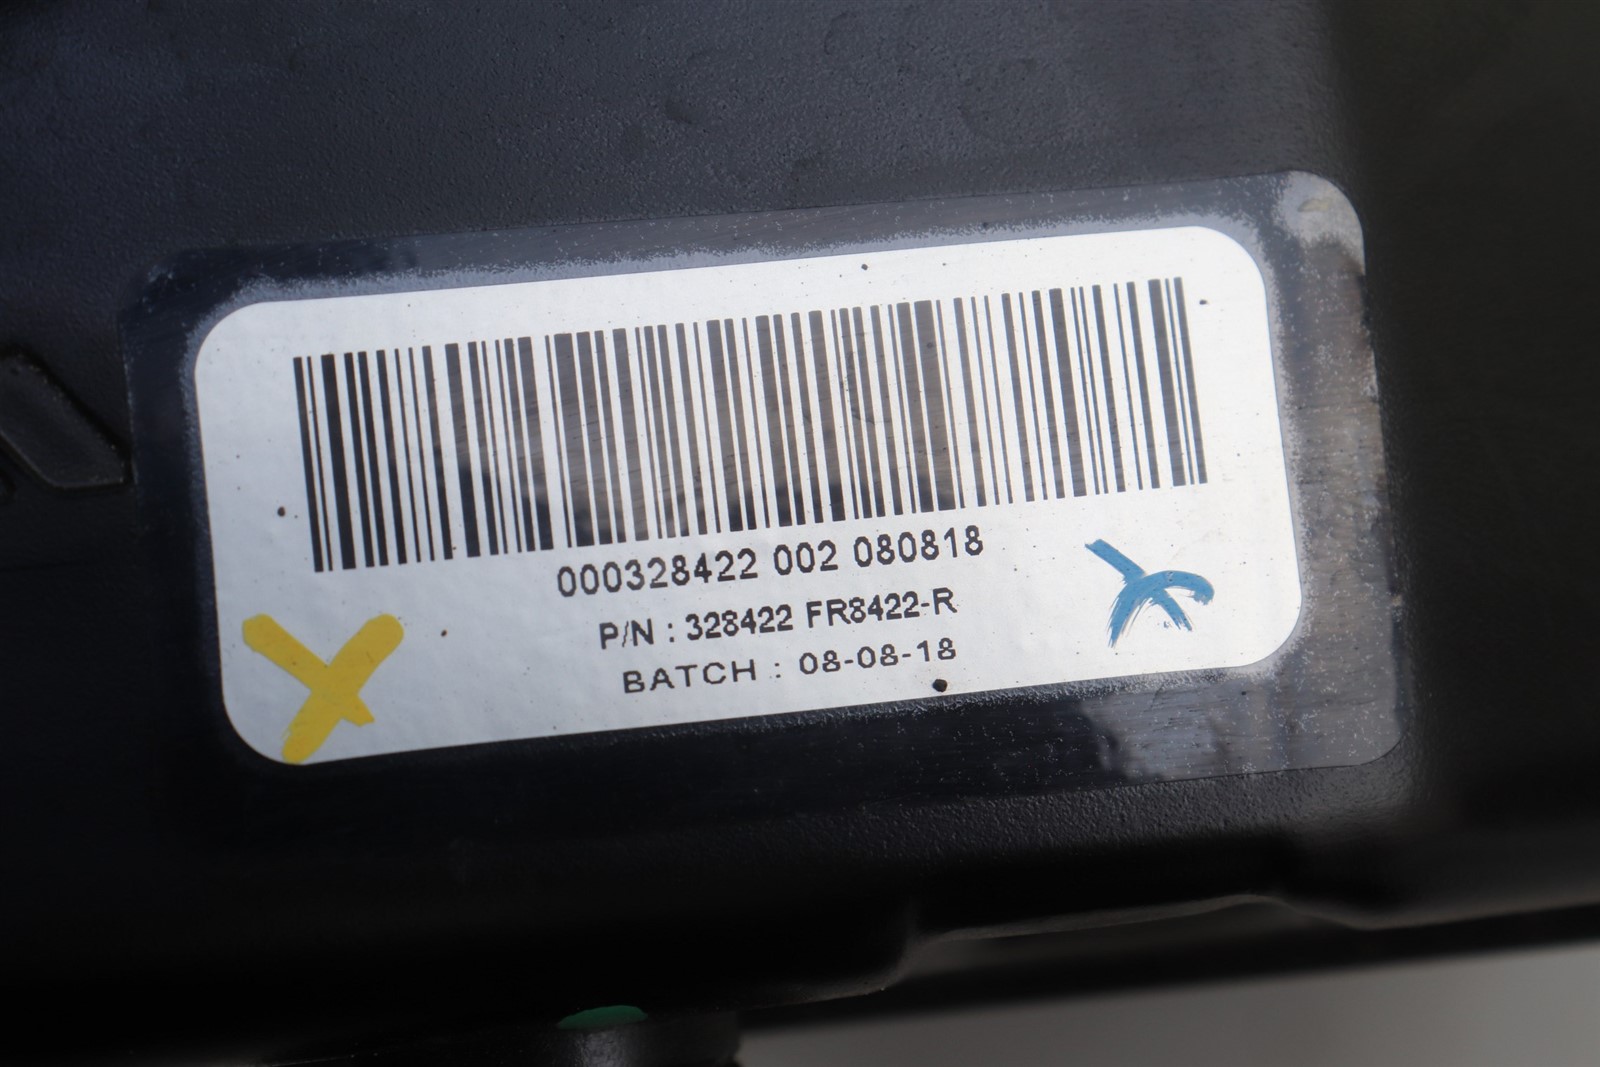 000328422 002 080818
P/N : 328422 FR8422-R
BATCH : 08-08-18